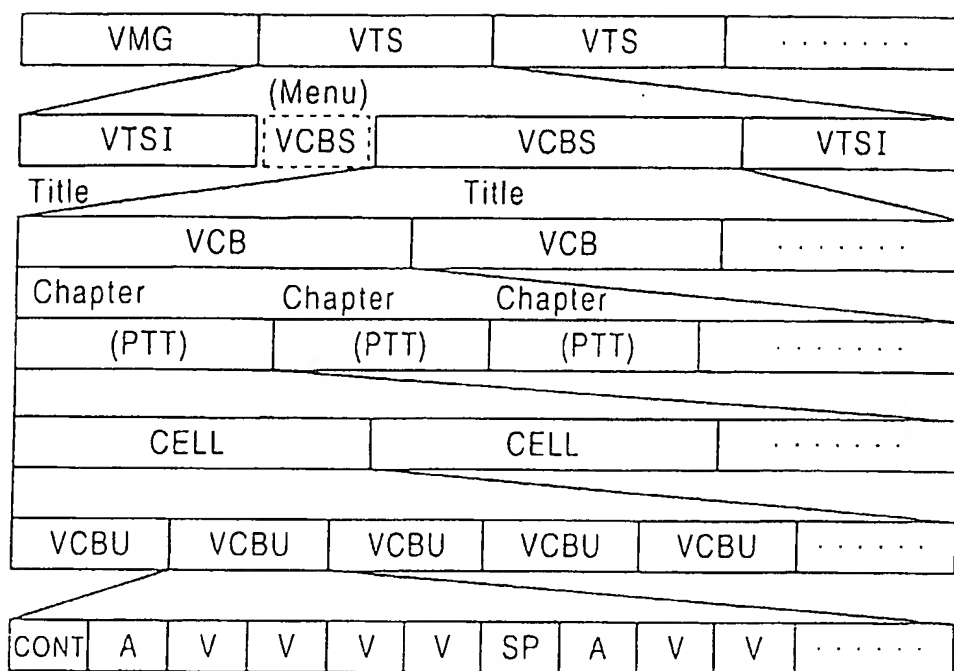 VMG VTS VTS .......
(Menu)
VTSI VCBS VCBS VTSI
Title Title
VCB VCB .......
Chapter Chapter Chapter
(PTT) (PTT) (PTT) .......
CELL CELL .......
VCBU VCBU VCBU VCBU VCBU ......
CONT A V V V V SP A V V ......